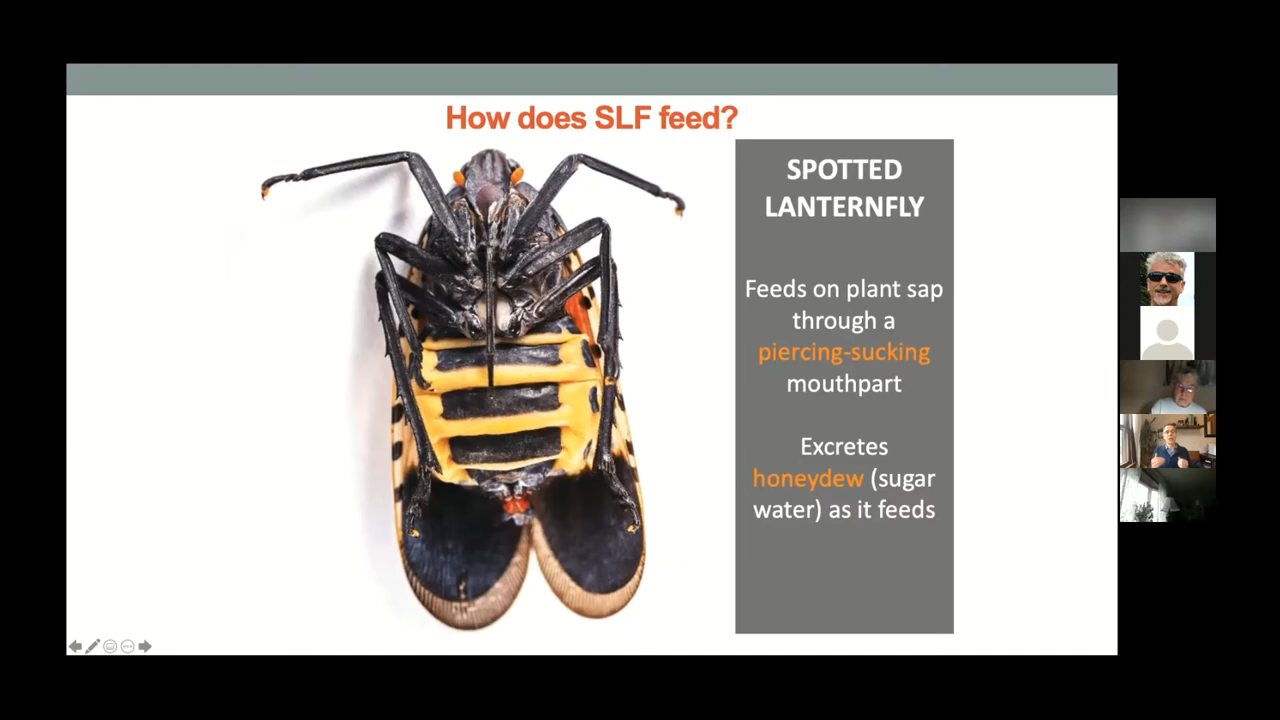 How does SLF feed?
SPOTTED
LANTERNFLY
Feeds on plant sap
through a
piercing-sucking
mouthpart
Excretes
honeydew (sugar
water) as it feeds